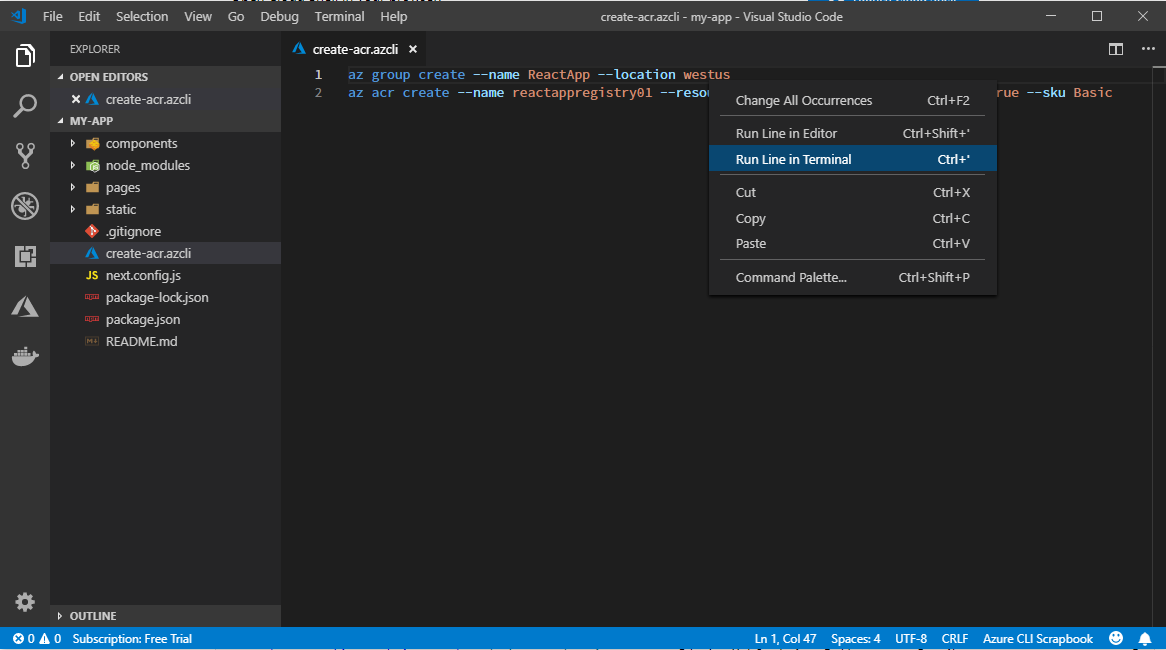 File Edit Selection View Go Debug Terminal Help create-acr.azcli - my-app - Visual Studio Code
EXPLORER
OPEN EDITORS
create-acr.azcli
MY-APP
components
node_modules
pages
static
.gitignore
create-acr.azcli
JS next.config.js
npm package-lock.json
npm package.json
M↓ README.md
OUTLINE
create-acr.azcli
1 az group create --name ReactApp --location westus
2 az acr create --name reactappregistry01 --resou rue --sku Basic
Change All Occurrences Ctrl+F2
Run Line in Editor Ctrl+Shift+'
Run Line in Terminal Ctrl+'
Cut Ctrl+X
Copy Ctrl+C
Paste Ctrl+V
Command Palette... Ctrl+Shift+P
0 0 Subscription: Free Trial Ln 1, Col 47 Spaces: 4 UTF-8 CRLF Azure CLI Scrapbook